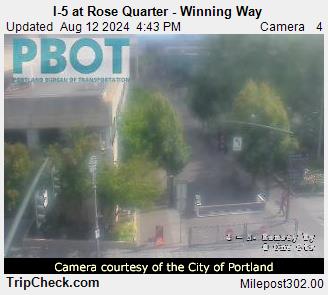 I-5 at Rose Quarter - Winning Way
Updated Aug 12 2024 4:43 PM Camera 4
PBOT
PORTLAND BUREAU OF TRANSPORTATION
Camera courtesy of the City of Portland
TripCheck.com Milepost302.00